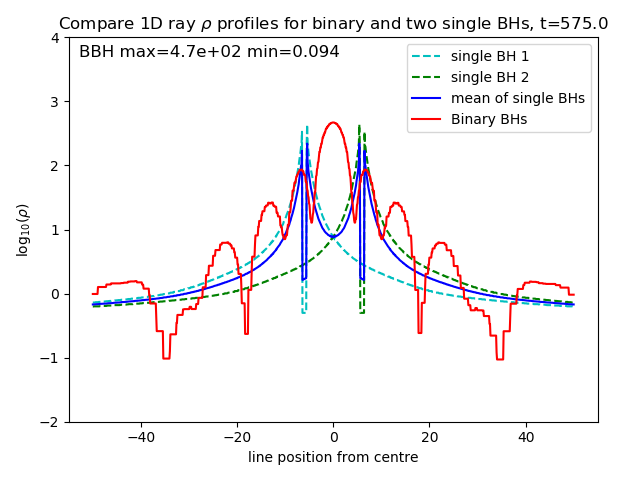 Compare 1D ray ρ profiles for binary and two single BHs, t=575.0
BBH max=4.7e+02 min=0.094
single BH 1
single BH 2
mean of single BHs
Binary BHs
4
3
2
1
0
−1
−2
log₁₀(ρ)
−40 −20 0 20 40
line position from centre